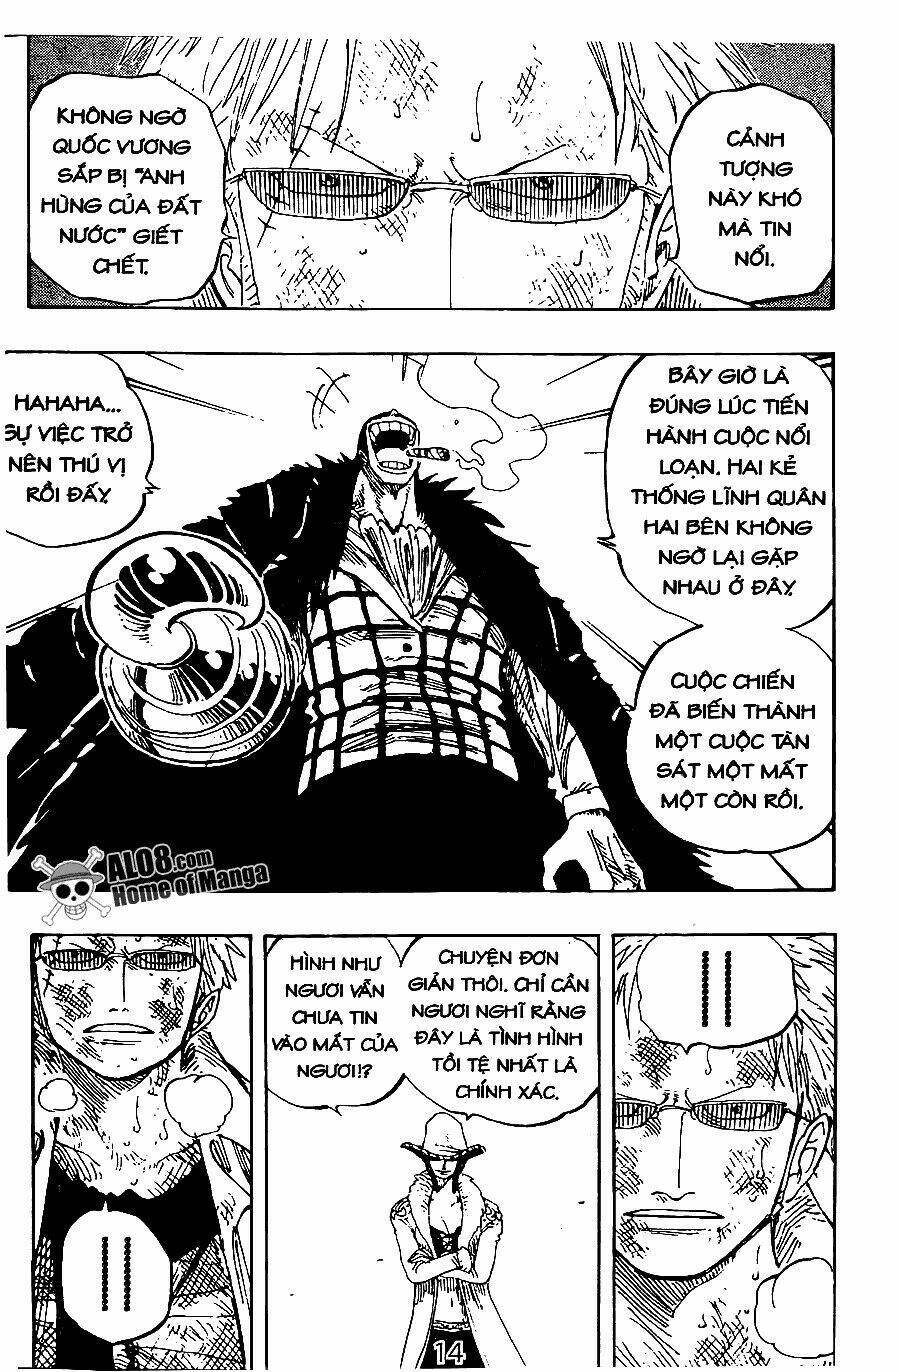 CẢNH
TƯỢNG
NÀY KHÓ
MÀ TIN
NỔI.
KHÔNG NGỜ
QUỐC VƯƠNG
SẮP BỊ "ANH
HÙNG CỦA ĐẤT
NƯỚC" GIẾT
CHẾT.
BÂY GIỜ LÀ
ĐÚNG LÚC TIẾN
HÀNH CUỘC NỔI
LOẠN. HAI KẺ
THỐNG LĨNH QUÂN
HAI BÊN KHÔNG
NGỜ LẠI GẶP
NHAU Ở ĐÂY.
CUỘC CHIẾN
ĐÃ BIẾN THÀNH
MỘT CUỘC TÀN
SÁT MỘT MẤT
MỘT CÒN RỒI.
HAHAHA...
SỰ VIỆC TRỞ
NÊN THÚ VỊ
RỒI ĐẤY.
ALO8.com
Home of Manga
CHUYỆN ĐƠN
GIẢN THÔI. CHỈ CẦN
NGƯƠI NGHĨ RẰNG
ĐÂY LÀ TÌNH HÌNH
TỒI TỆ NHẤT LÀ
CHÍNH XÁC.
HÌNH NHƯ
NGƯƠI VẪN
CHƯA TIN
VÀO MẮT CỦA
NGƯƠI!?
14